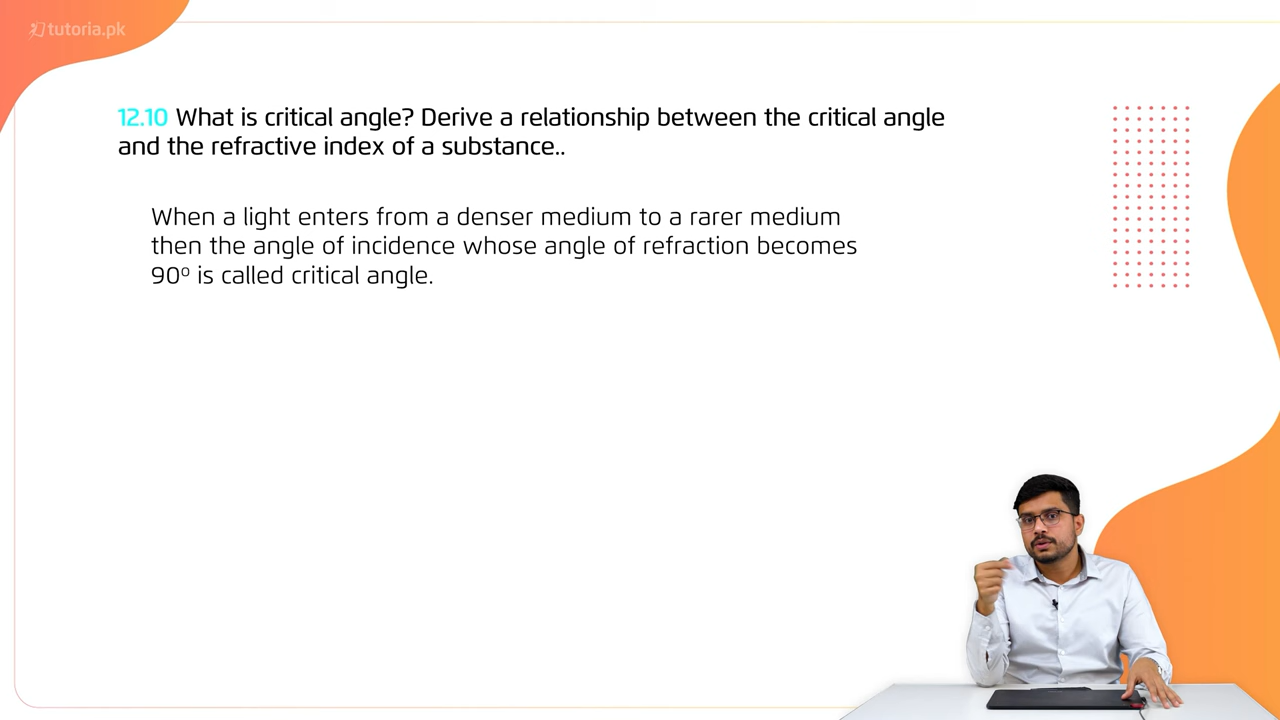 tutoria.pk
12.10 What is critical angle? Derive a relationship between the critical angle
and the refractive index of a substance..
When a light enters from a denser medium to a rarer medium
then the angle of incidence whose angle of refraction becomes
90º is called critical angle.